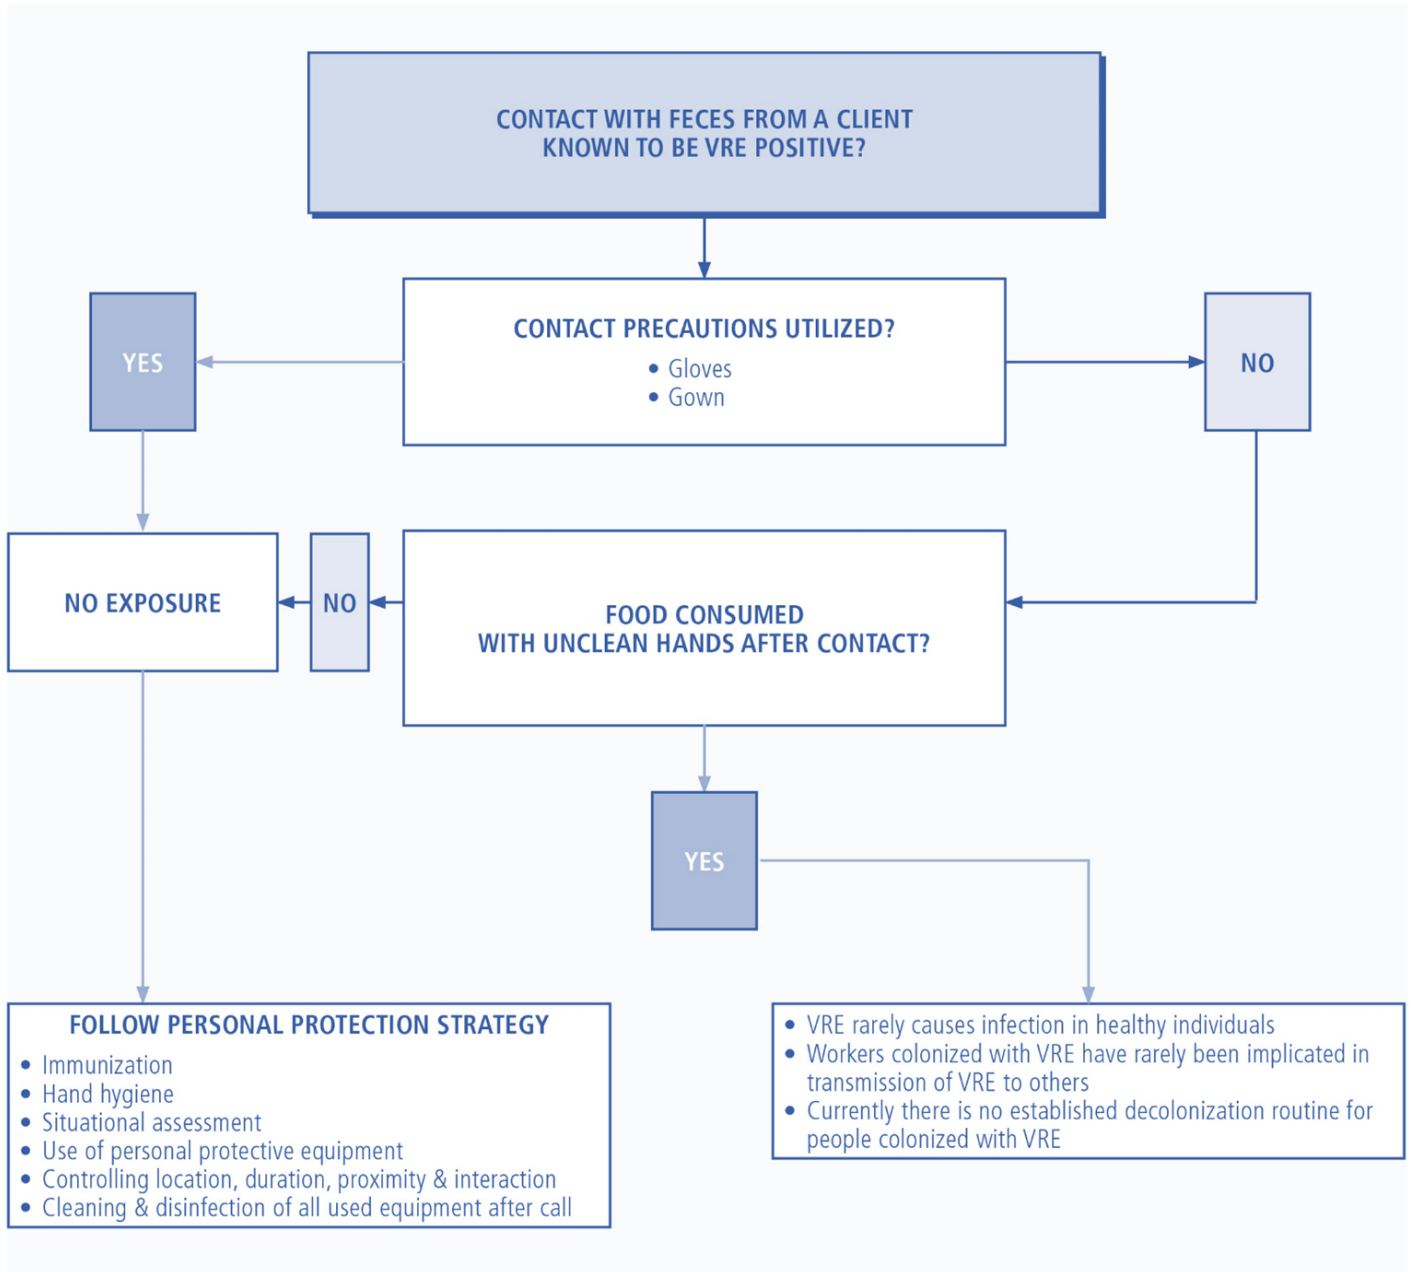 CONTACT WITH FECES FROM A CLIENT
KNOWN TO BE VRE POSITIVE?
CONTACT PRECAUTIONS UTILIZED?
• Gloves
• Gown
YES
NO
NO EXPOSURE
NO
FOOD CONSUMED
WITH UNCLEAN HANDS AFTER CONTACT?
YES
FOLLOW PERSONAL PROTECTION STRATEGY
• Immunization
• Hand hygiene
• Situational assessment
• Use of personal protective equipment
• Controlling location, duration, proximity & interaction
• Cleaning & disinfection of all used equipment after call
• VRE rarely causes infection in healthy individuals
• Workers colonized with VRE have rarely been implicated in
transmission of VRE to others
• Currently there is no established decolonization routine for
people colonized with VRE